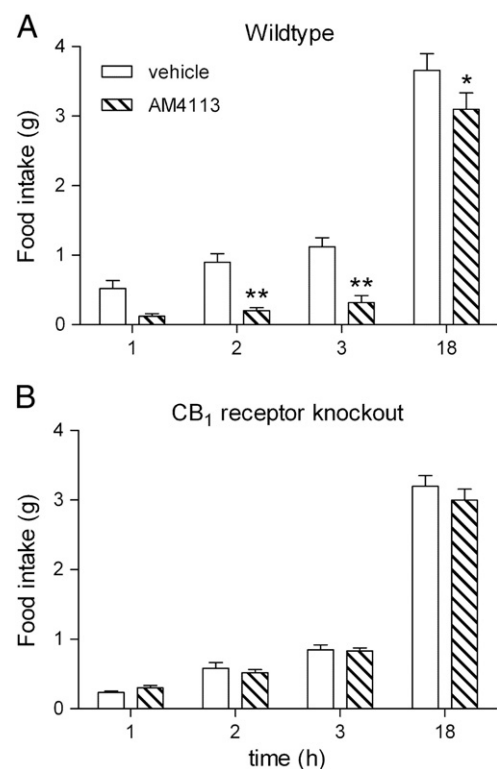 A
Wildtype
vehicle
AM4113
Food intake (g)
4
3
2
1
0
*
**
**
1 2 3 18
B
CB₁ receptor knockout
Food intake (g)
4
3
2
1
0
1 2 3 18
time (h)